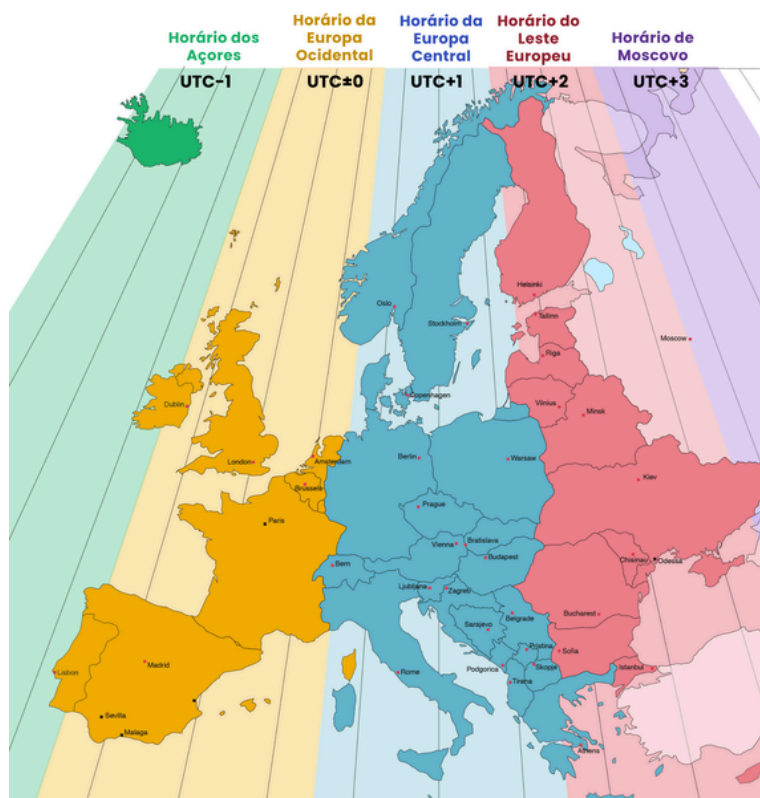 Horário dos
Açores
Horário da
Europa
Ocidental
Horário da
Europa
Central
Horário do
Leste
Europeu
Horário de
Moscovo
UTC-1
UTC±0
UTC+1
UTC+2
UTC+3
Helsinki
Oslo
Tallinn
Stockholm
Moscow
Riga
Copenhagen
Vilnius
Dublin
Minsk
Berlin
Warsaw
London
Amsterdam
Kiev
Brussels
Prague
Paris
Vienna
Bratislava
Budapest
Chisinau
Odessa
Bern
Ljubljana
Zagreb
Belgrade
Bucharest
Sarajevo
Pristina
Sofia
Madrid
Podgorica
Skopje
Istanbul
Lisbon
Rome
Tirana
Sevilla
Malaga
Athens